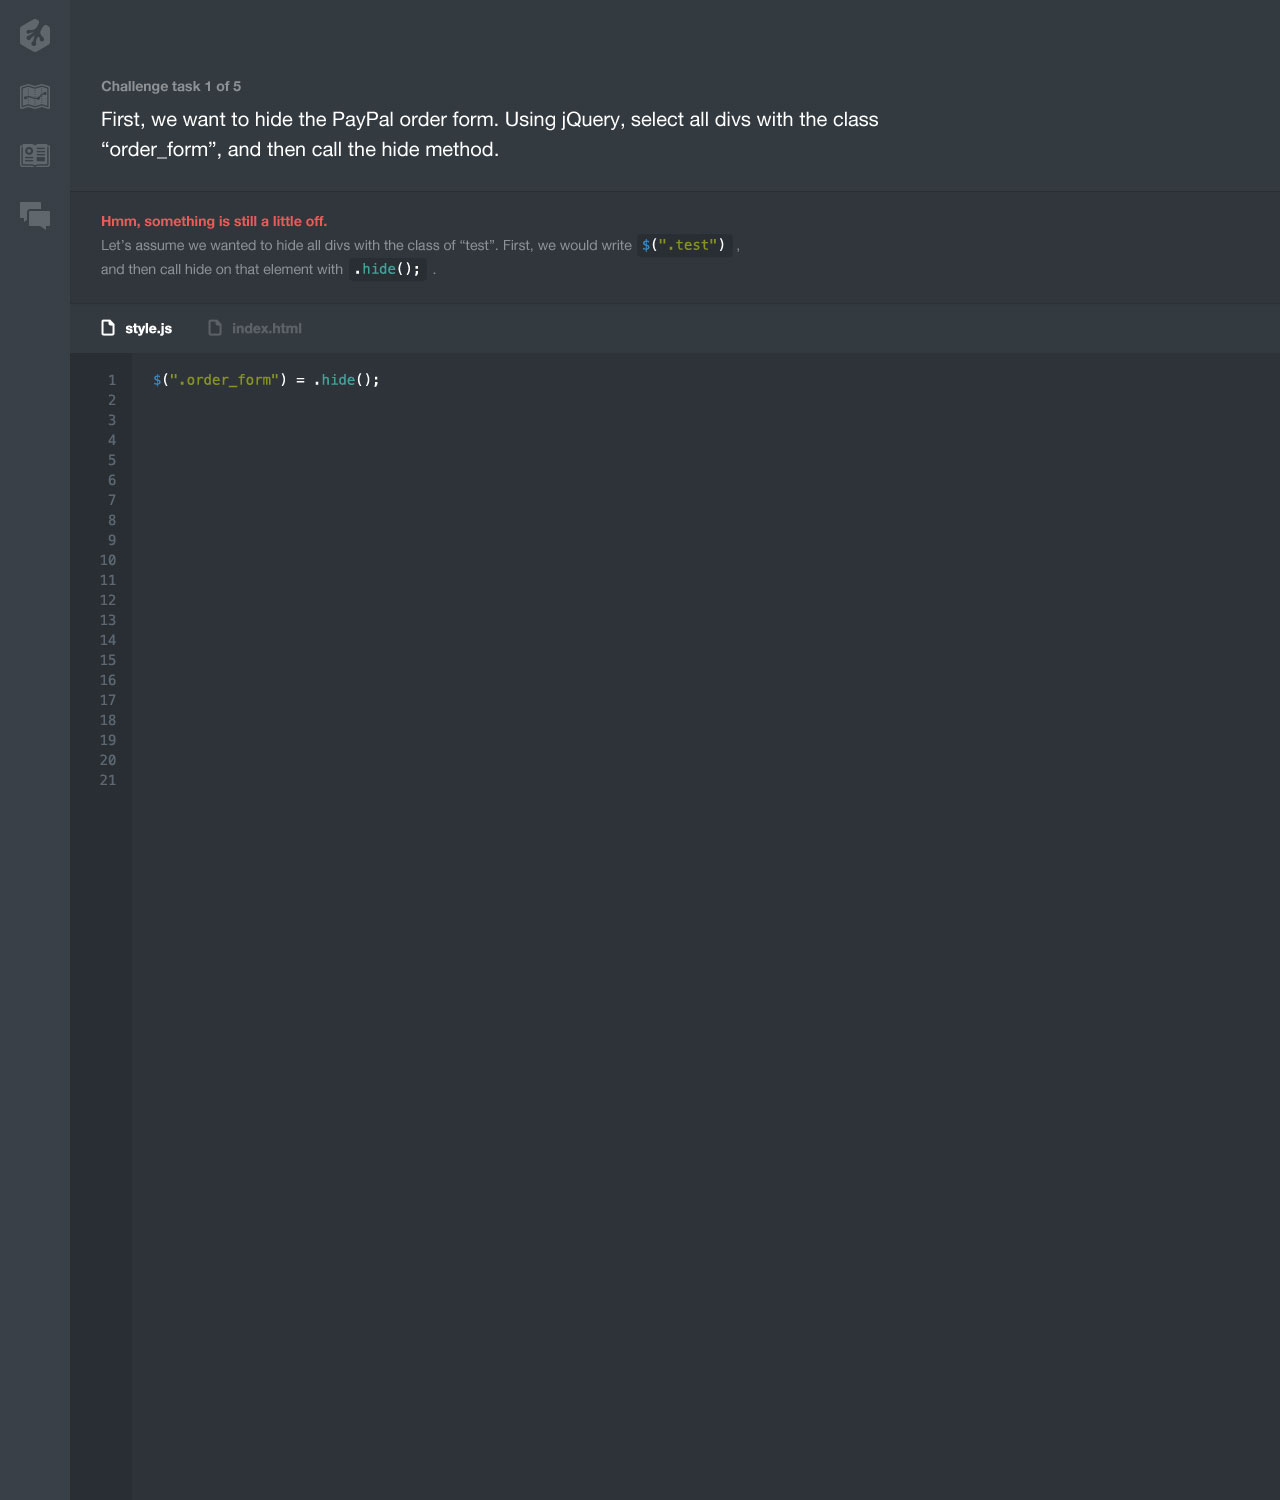 Challenge task 1 of 5
First, we want to hide the PayPal order form. Using jQuery, select all divs with the class
“order_form”, and then call the hide method.
Hmm, something is still a little off.
Let’s assume we wanted to hide all divs with the class of “test”. First, we would write $(".test") ,
and then call hide on that element with .hide(); .
style.js index.html
1 $(".order_form") = .hide();
2
3
4
5
6
7
8
9
10
11
12
13
14
15
16
17
18
19
20
21